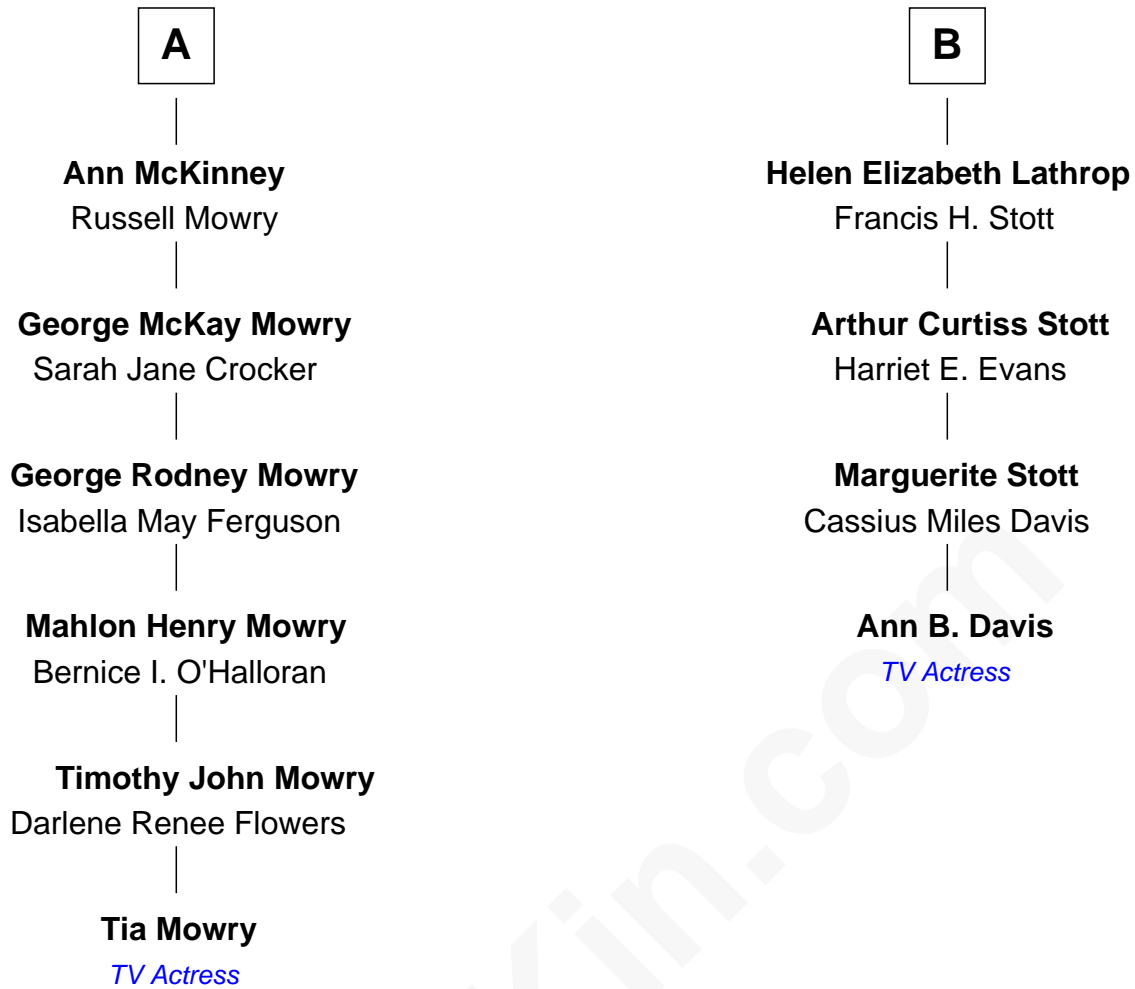 A
Ann McKinney
Russell Mowry
George McKay Mowry
Sarah Jane Crocker
George Rodney Mowry
Isabella May Ferguson
Mahlon Henry Mowry
Bernice I. O'Halloran
Timothy John Mowry
Darlene Renee Flowers
Tia Mowry
TV Actress
B
Helen Elizabeth Lathrop
Francis H. Stott
Arthur Curtiss Stott
Harriet E. Evans
Marguerite Stott
Cassius Miles Davis
Ann B. Davis
TV Actress
Kin.com